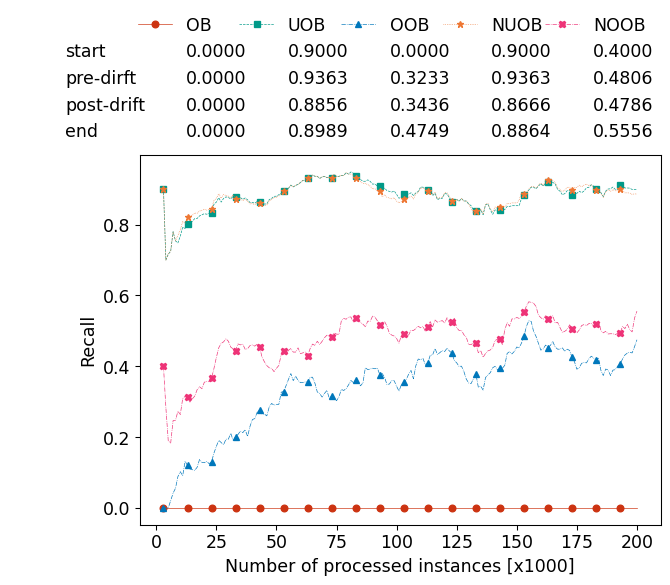 OB UOB OOB NUOB NOOB
start 0.0000 0.9000 0.0000 0.9000 0.4000
pre-dirft 0.0000 0.9363 0.3233 0.9363 0.4806
post-drift 0.0000 0.8856 0.3436 0.8666 0.4786
end 0.0000 0.8989 0.4749 0.8864 0.5556
0.8
0.6
Recall
0.4
0.2
0.0
0 25 50 75 100 125 150 175 200
Number of processed instances [x1000]